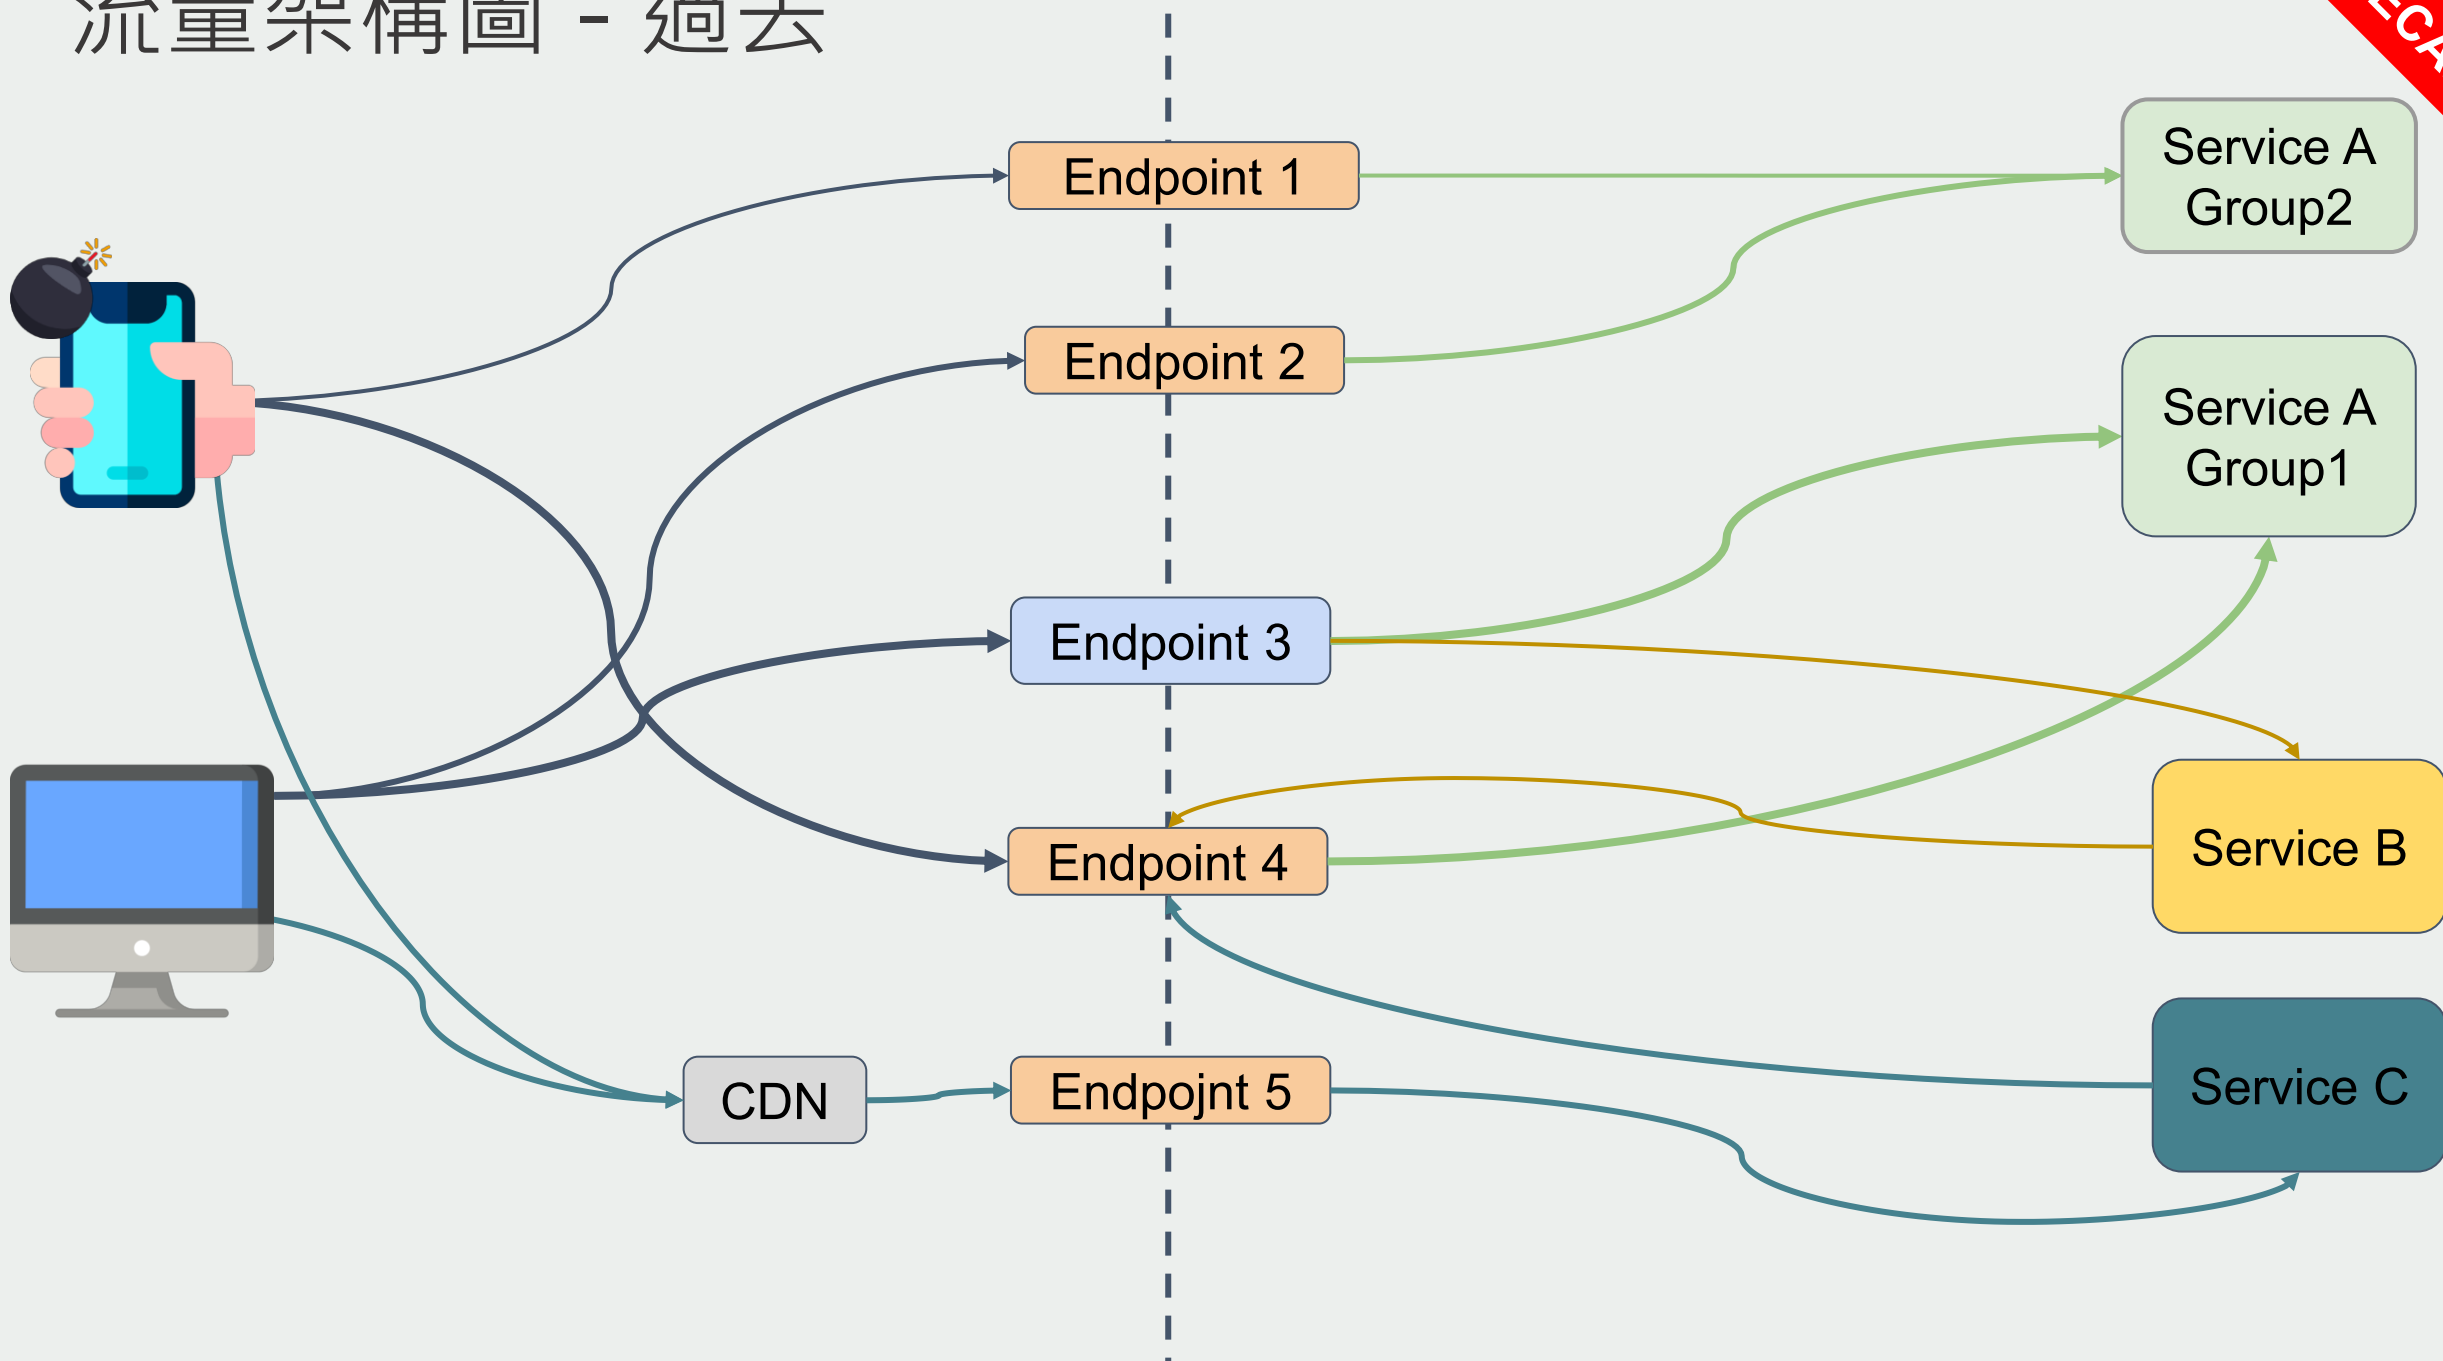 流量架構圖 - 過去
Endpoint 1
Service A
Group2
Endpoint 2
Service A
Group1
Endpoint 3
Endpoint 4
Service B
CDN
Endpojnt 5
Service C